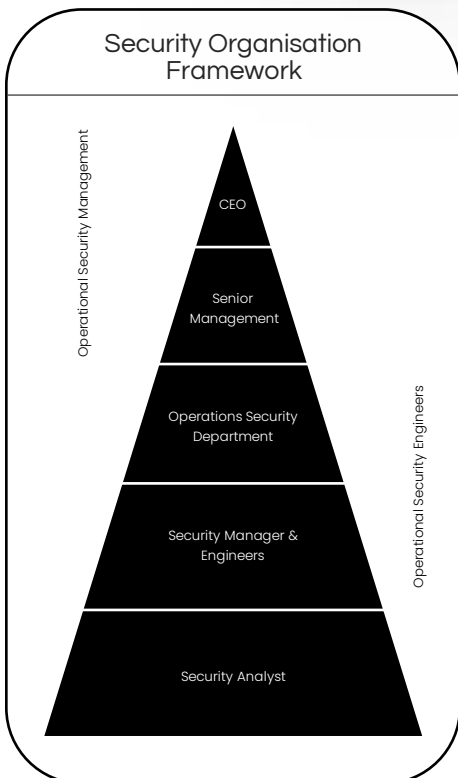 Security Organisation
Framework
Operational Security Management
CEO
Senior
Management
Operations Security
Department
Operational Security Engineers
Security Manager &
Engineers
Security Analyst